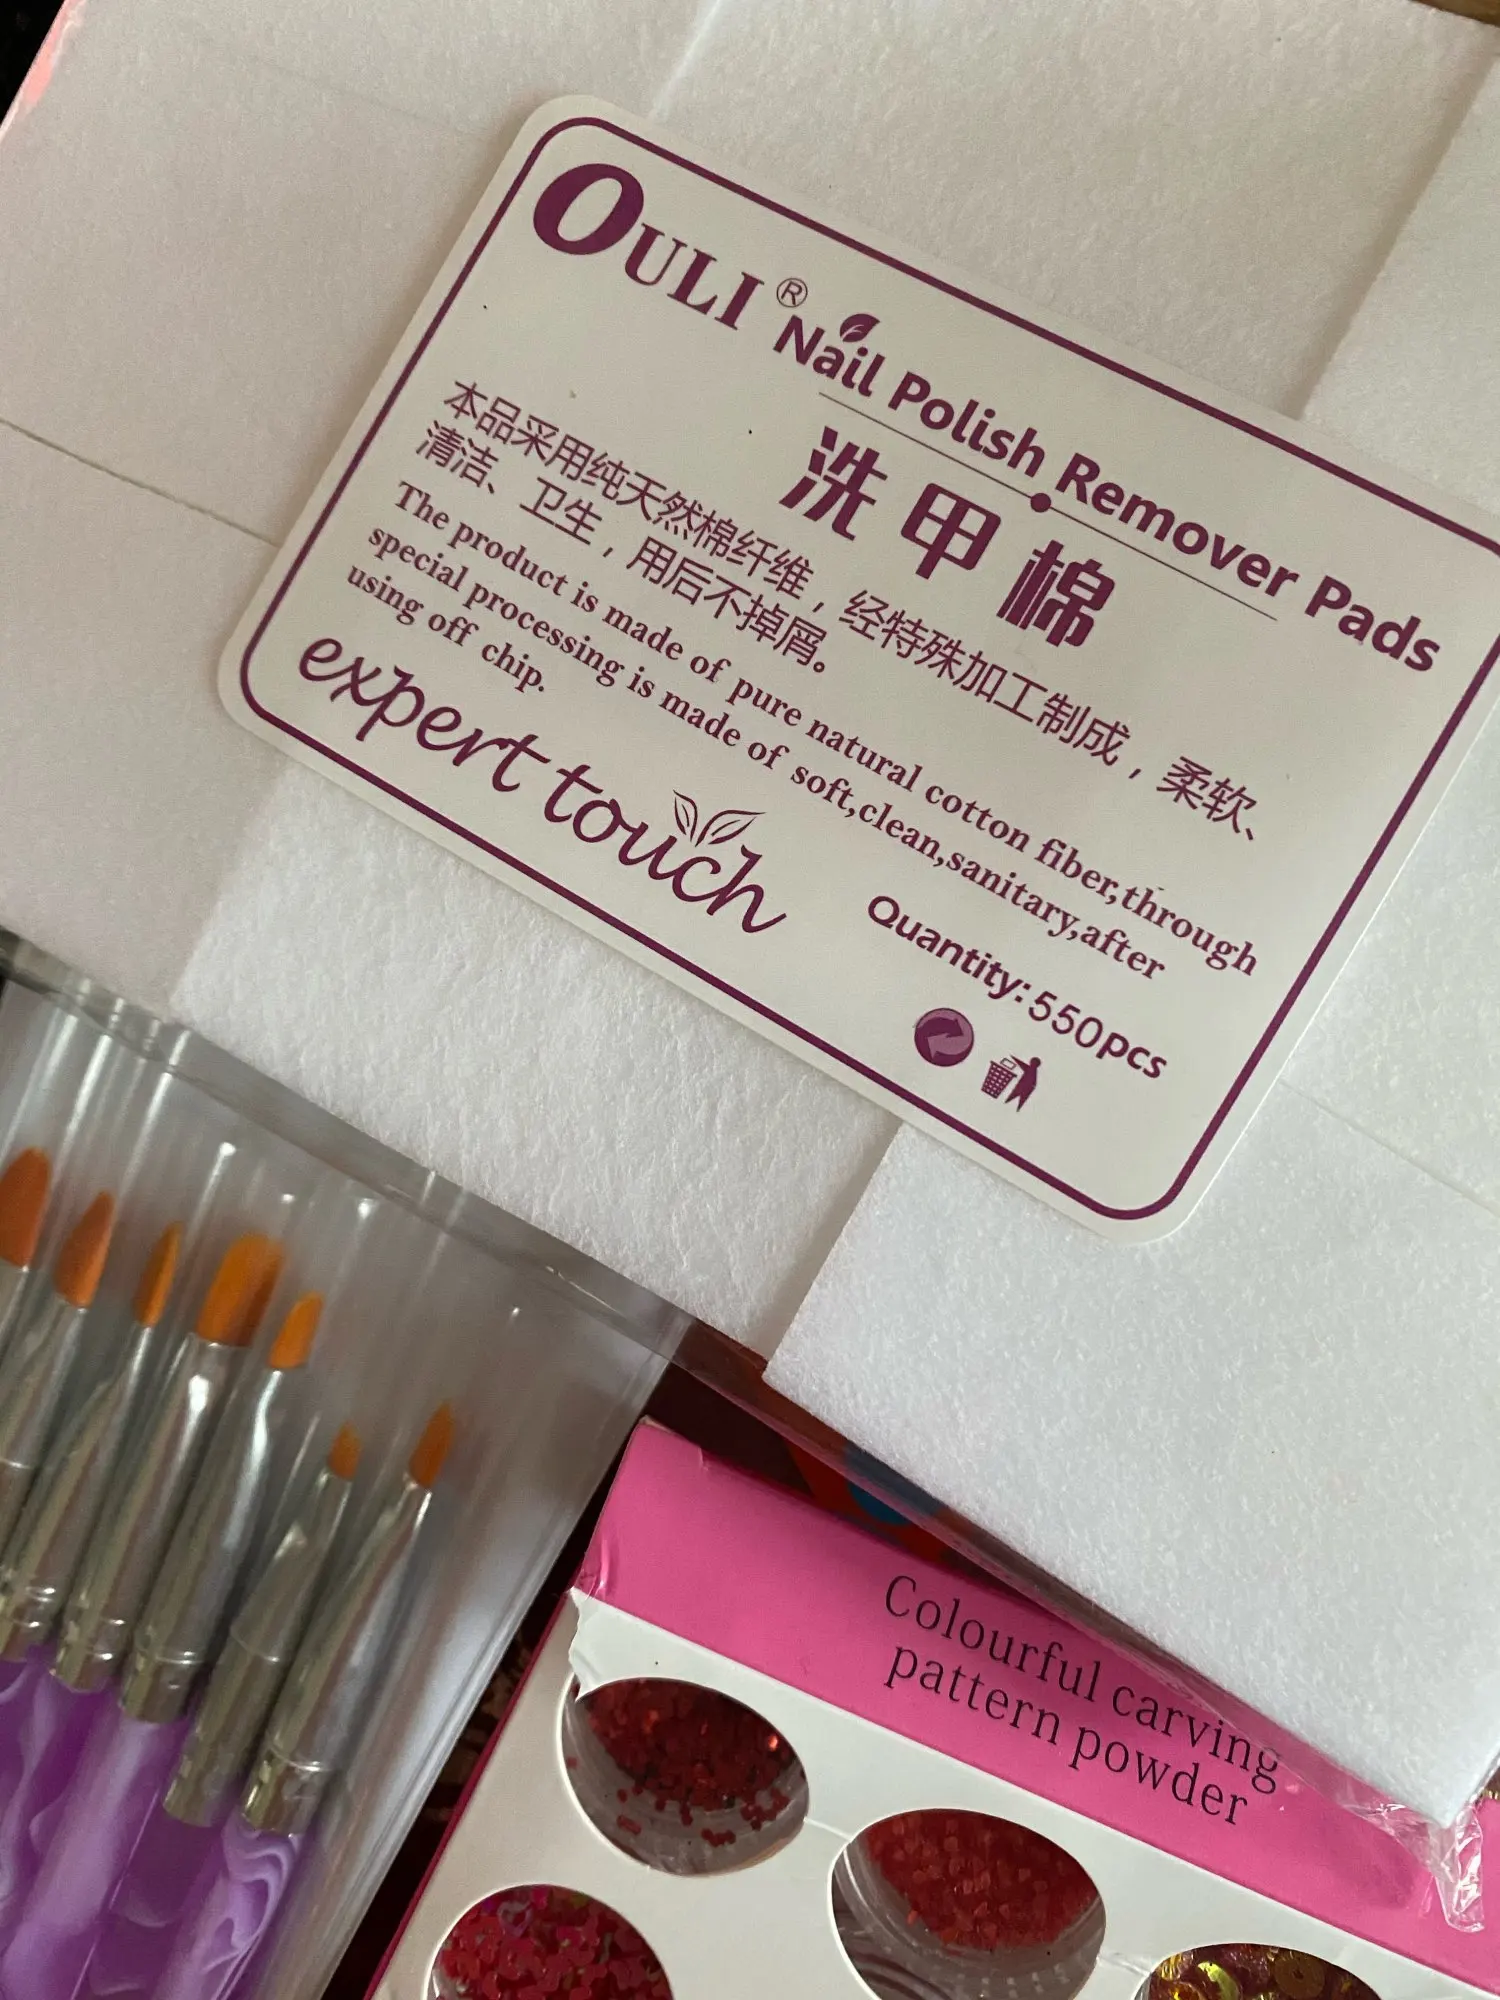 OULI®
Nail Polish Remover Pads
洗甲棉
本品采用纯天然棉纤维，经特殊加工制成，柔软、
清洁、卫生，用后不掉屑。
The product is made of pure natural cotton fiber,through
special processing is made of soft,clean,sanitary,after
using off chip.
expert touch
Quantity:550pcs
Colourful carving
pattern powder